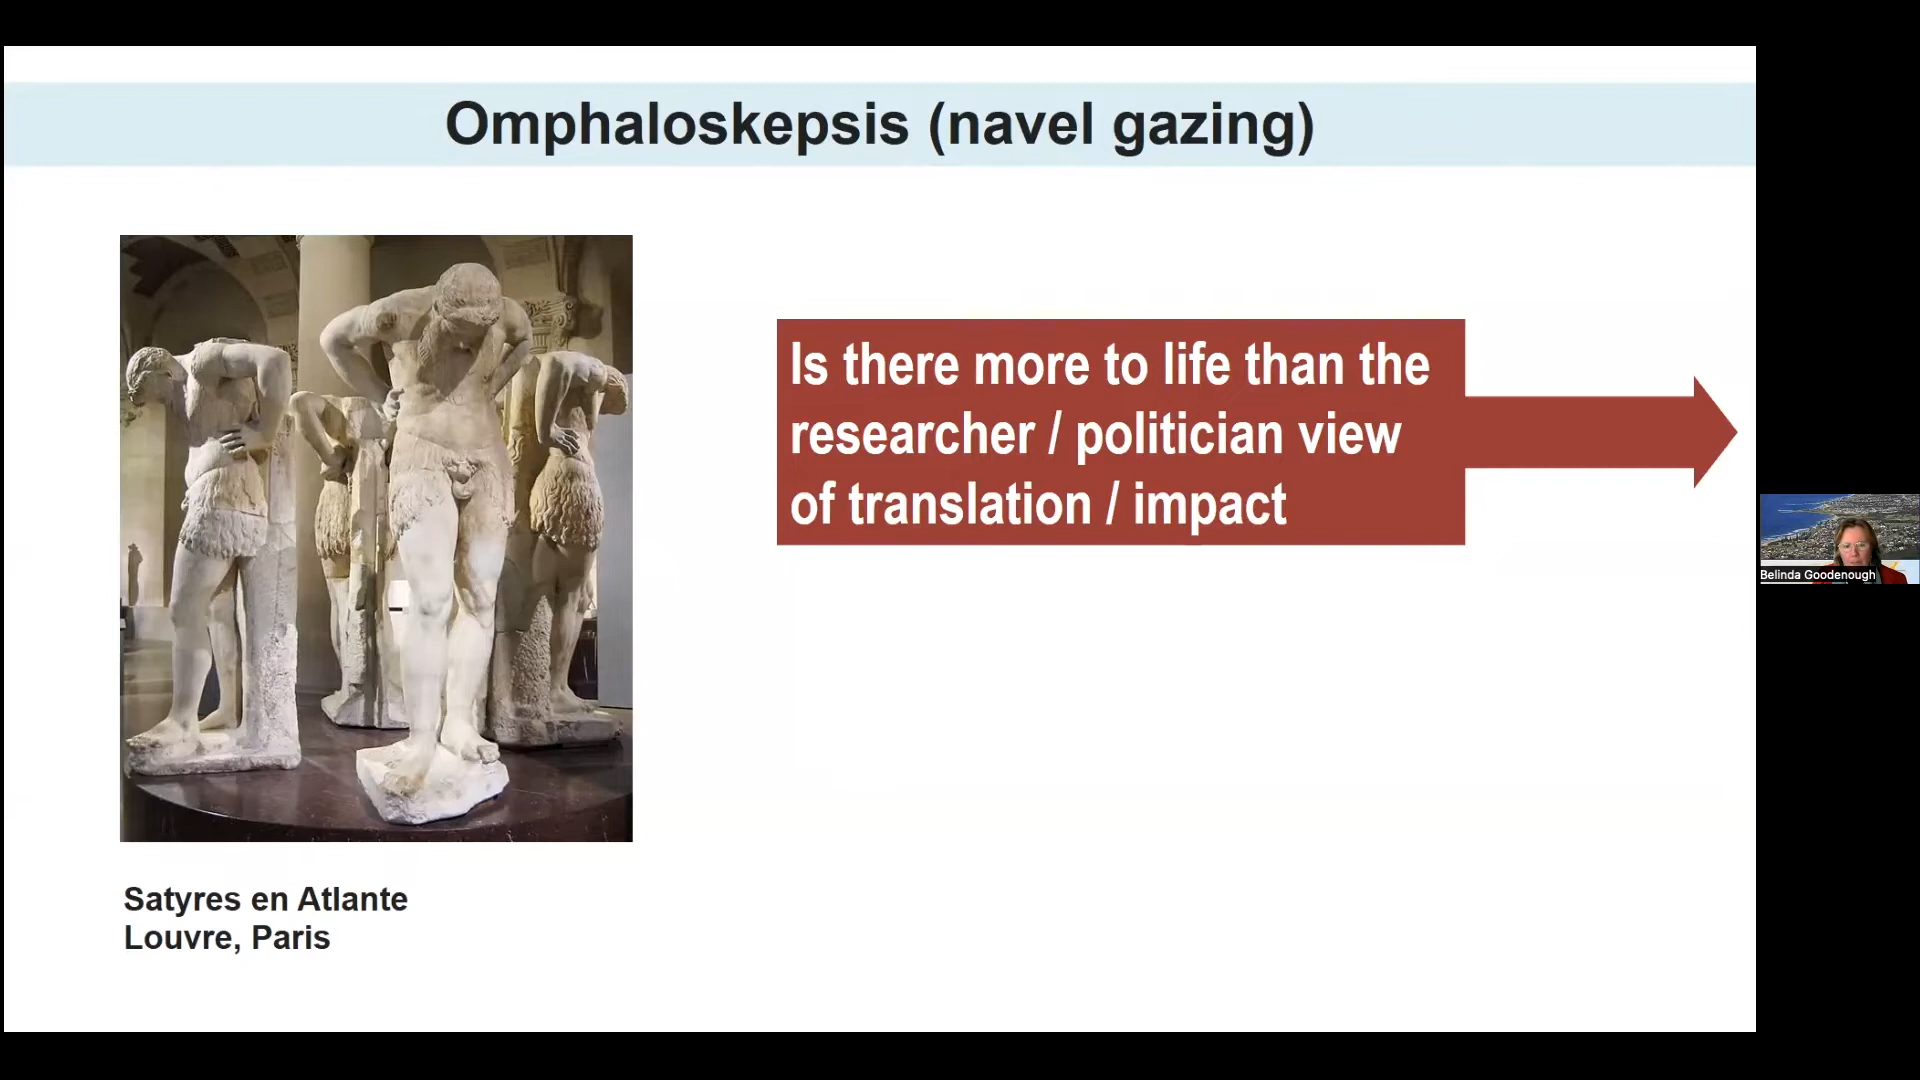 Omphaloskepsis (navel gazing)
Is there more to life than the
researcher / politician view
of translation / impact
Satyres en Atlante
Louvre, Paris
Belinda Goodenough